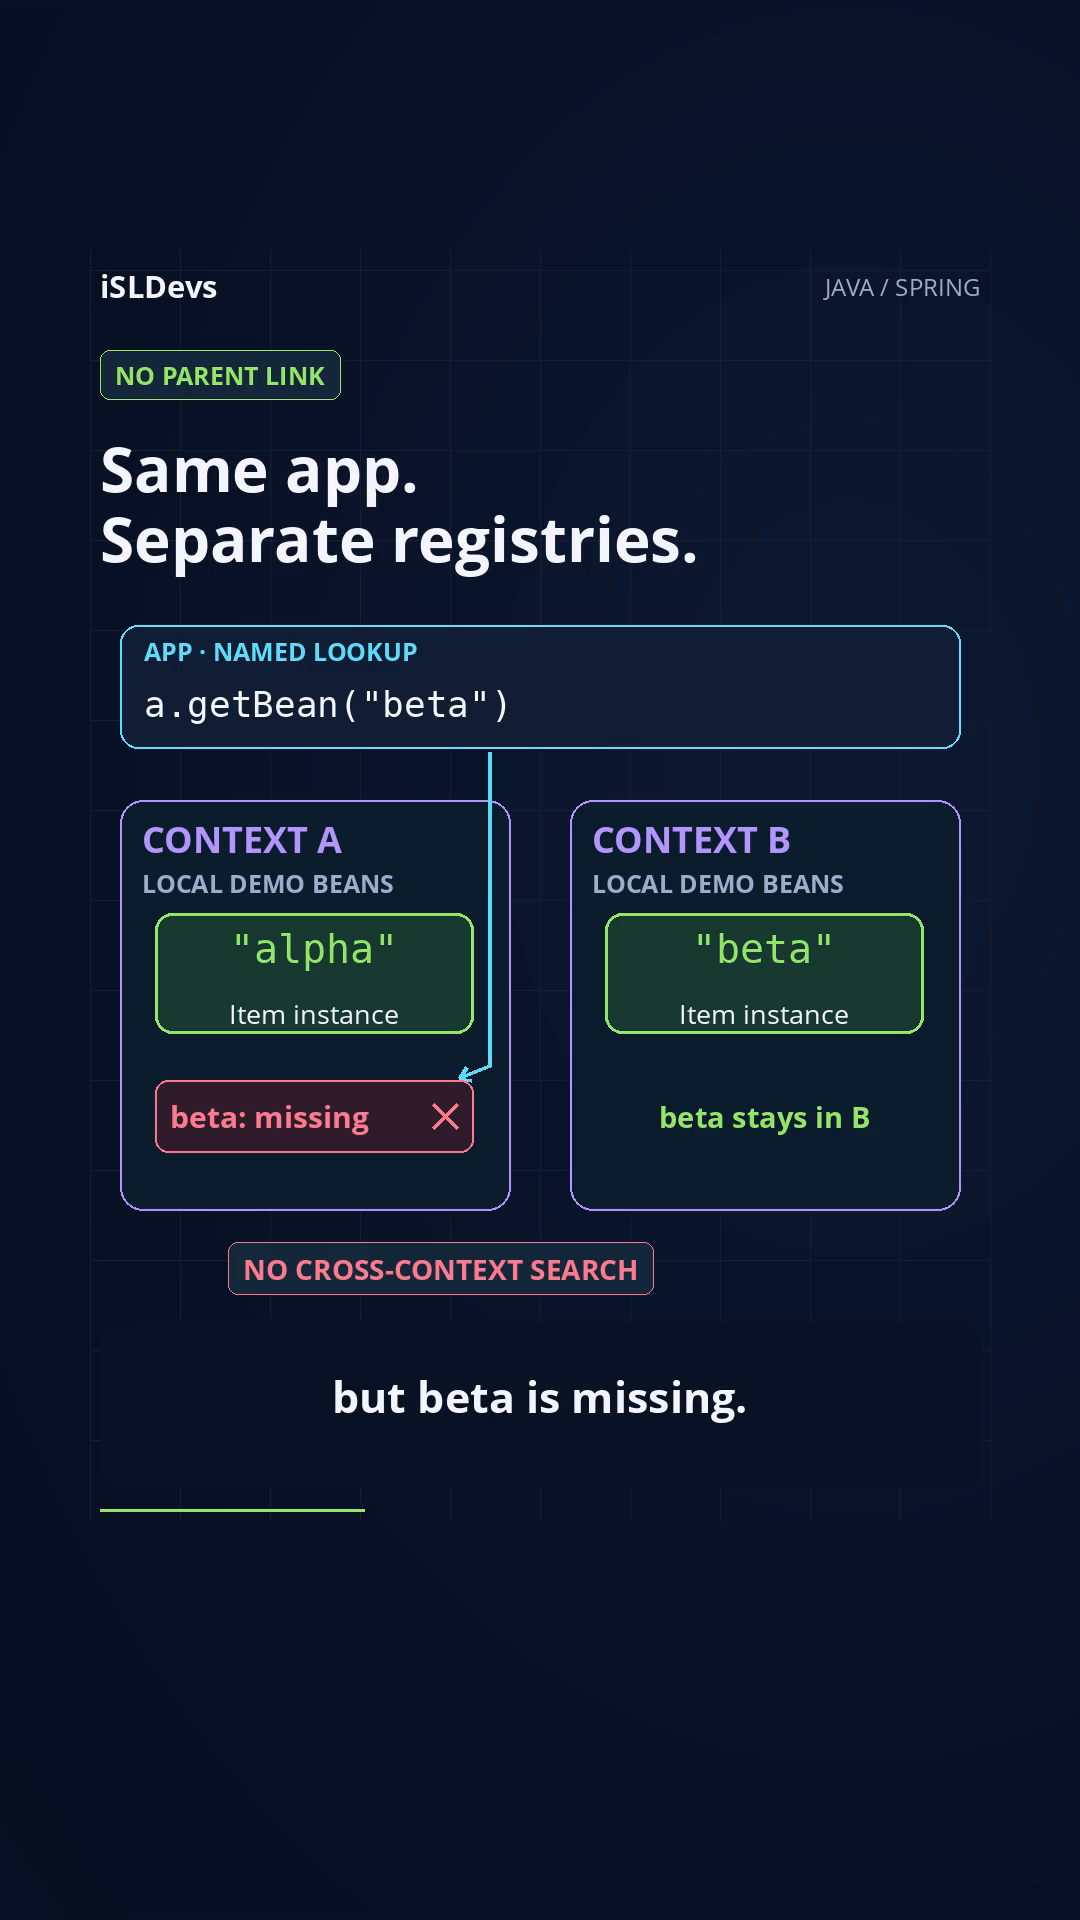 iSLDevs
JAVA / SPRING
NO PARENT LINK
Same app.
Separate registries.
APP · NAMED LOOKUP
a.getBean("beta")
CONTEXT A
LOCAL DEMO BEANS
"alpha"
Item instance
beta: missing
CONTEXT B
LOCAL DEMO BEANS
"beta"
Item instance
beta stays in B
NO CROSS-CONTEXT SEARCH
but beta is missing.